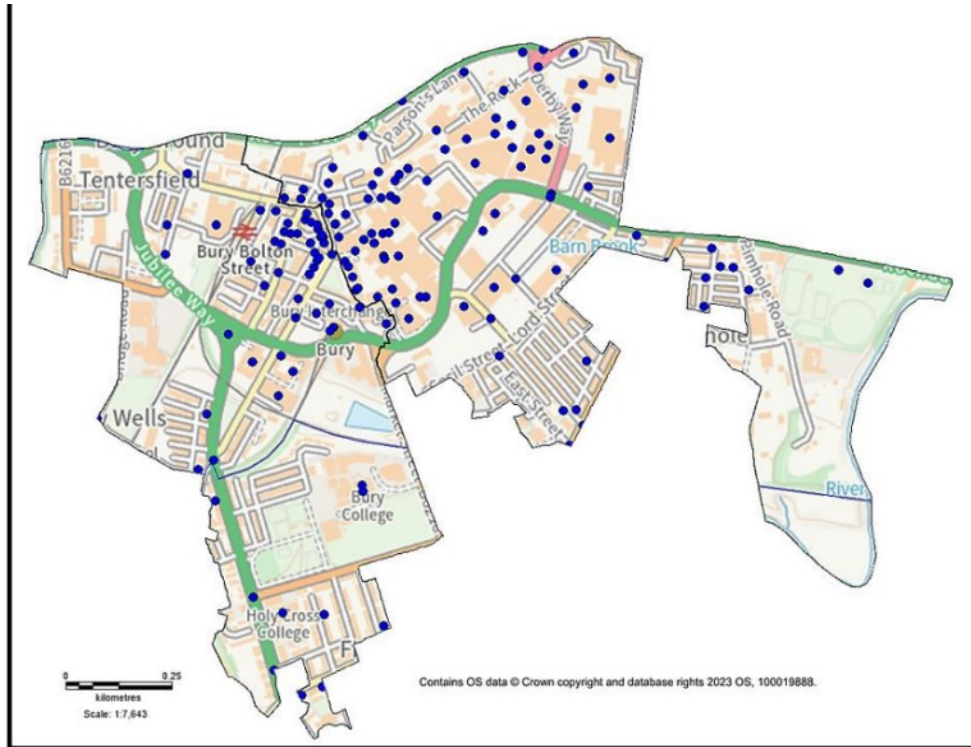 Parson's Lane
The Rock
Derby Way
B6216
Tentersfield
Bury Bolton
Street
Jubilee Way
Barn Brook
Pimhole Road
Bury Interchang
Bury
Lord Street
Cecil Street
East Street
Wells
River
Bury
College
Holy Cross
College
0
0.25
kilometres
Scale: 1:7,643
Contains OS data © Crown copyright and database rights 2023 OS, 100019888.